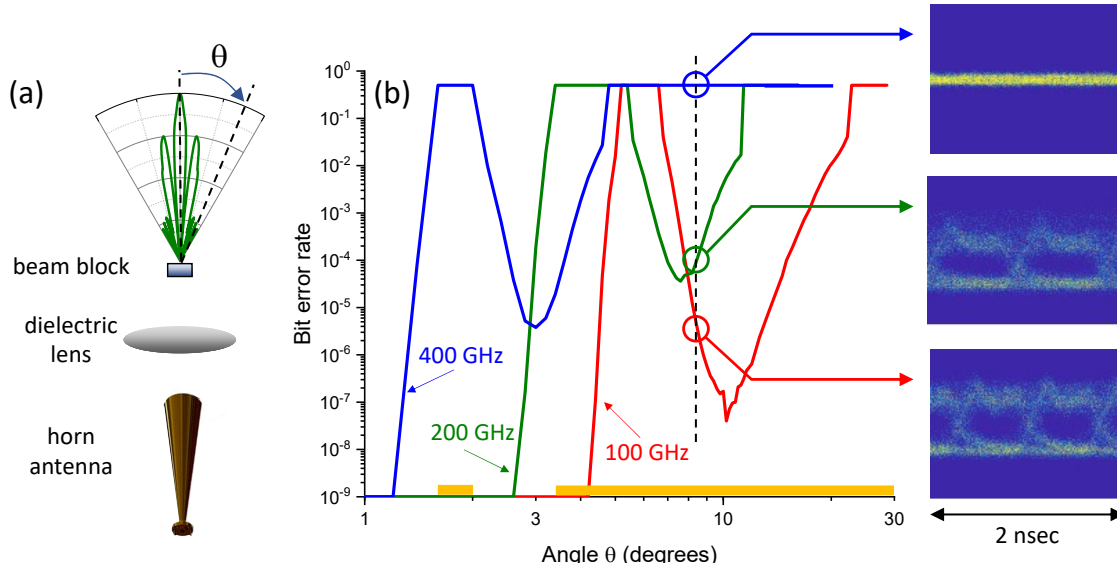 (a)
θ
beam block
dielectric
lens
horn
antenna
(b)
Bit error rate
10⁰
10⁻¹
10⁻²
10⁻³
10⁻⁴
10⁻⁵
10⁻⁶
10⁻⁷
10⁻⁸
10⁻⁹
400 GHz
200 GHz
100 GHz
1
3
10
30
Angle θ (degrees)
2 nsec